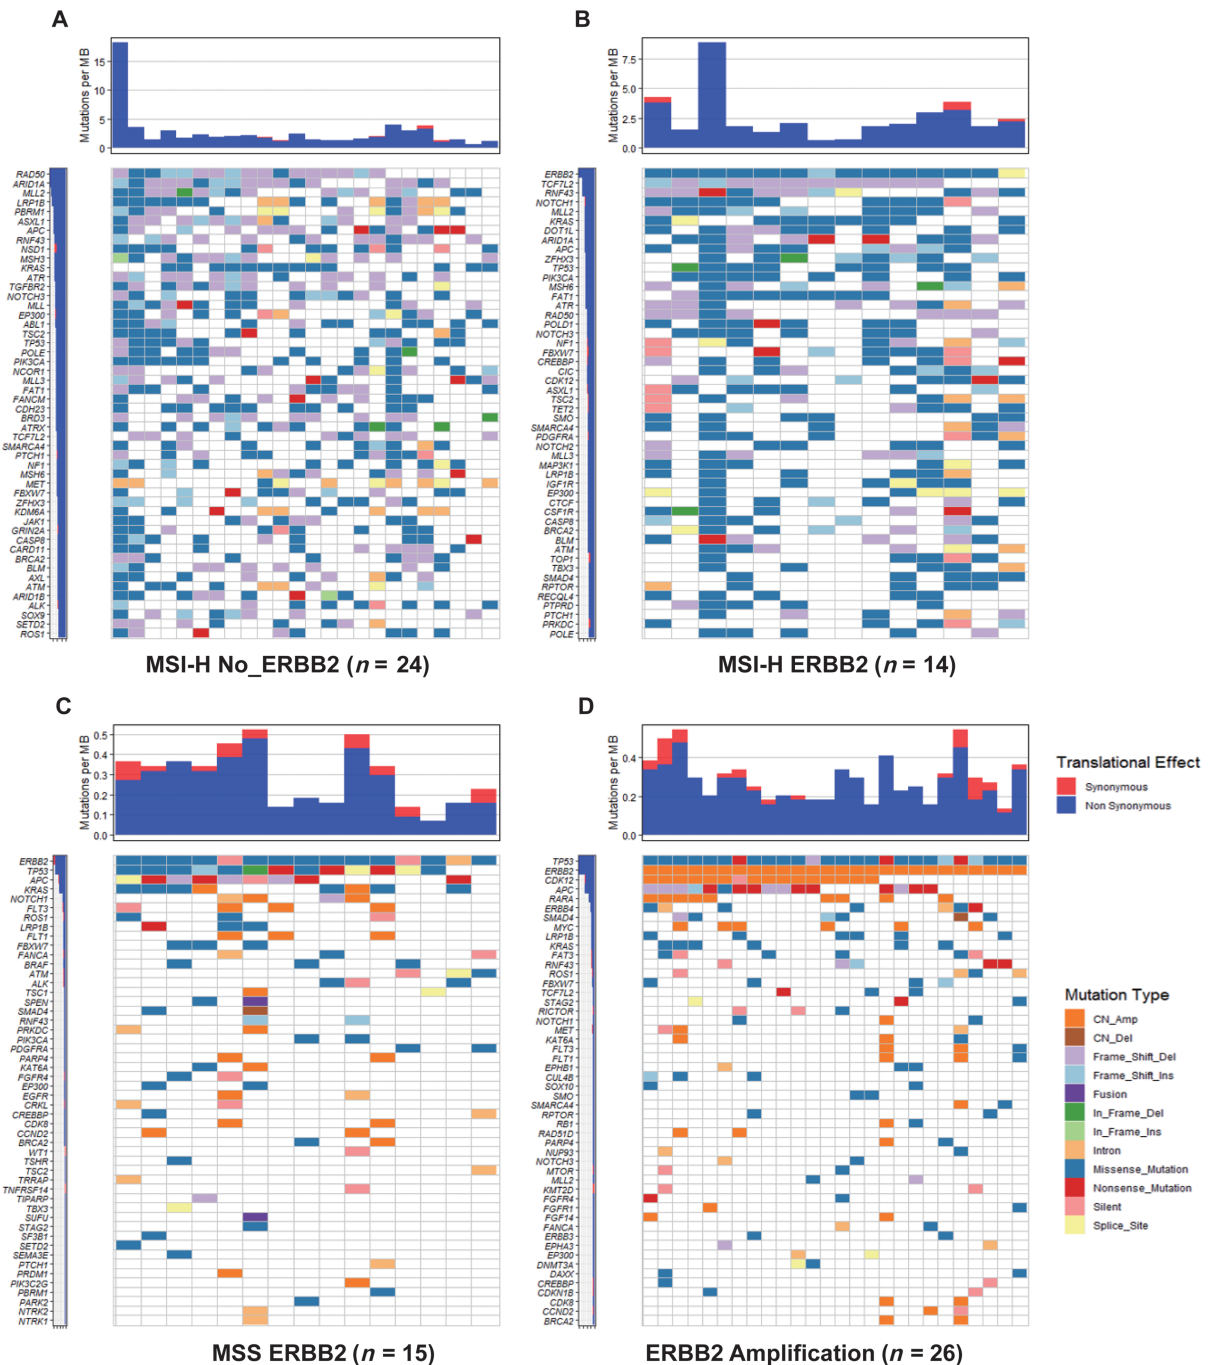 A
Mutations per MB
15
10
5
0
RAD50
ARID1A
MLL2
LRP1B
PBRM1
ASXL1
APC
RNF43
NSD1
MSH3
KRAS
ATR
TGFBR2
NOTCH3
MLL
EP300
ABL1
TSC2
TP53
POLE
PIK3CA
NCOR1
MLL3
FAT1
FANCM
CDH23
BRD3
ATRX
TCF7L2
SMARCA4
PTCH1
NF1
MSH6
MET
FBXW7
ZFHX3
KDM6A
JAK1
GRIN2A
CASP8
CARD11
BRCA2
BLM
AXL
ATM
ARID1B
ALK
SOX9
SETD2
ROS1
MSI-H No_ERBB2 (n = 24)
B
Mutations per MB
7.5
5.0
2.5
0.0
ERBB2
TCF7L2
RNF43
NOTCH1
MLL2
KRAS
DOT1L
ARID1A
APC
ZFHX3
TP53
PIK3CA
MSH6
FAT1
ATR
RAD50
POLD1
NOTCH3
NF1
FBXW7
CREBBP
CIC
CDK12
ASXL1
TSC2
TET2
SMO
SMARCA4
PDGFRA
NOTCH2
MLL3
MAP3K1
LRP1B
IGF1R
EP300
CTCF
CSF1R
CASP8
BRCA2
BLM
ATM
TOP1
TBX3
SMAD4
RPTOR
RECQL4
PTPRD
PTCH1
PRKDC
POLE
MSI-H ERBB2 (n = 14)
C
Mutations per MB
0.5
0.4
0.3
0.2
0.1
0.0
ERBB2
TP53
APC
KRAS
NOTCH1
FLT3
ROS1
LRP1B
FLT1
FBXW7
FANCA
BRAF
ATM
ALK
TSC1
SPEN
SMAD4
RNF43
PRKDC
PIK3CA
PDGFRA
PARP4
KAT6A
FGFR4
EP300
EGFR
CRKL
CREBBP
CDK8
CCND2
BRCA2
WT1
TSHR
TSC2
TRRAP
TNFRSF14
TIPARP
TBX3
SUFU
STAG2
SF3B1
SETD2
SEMA3E
PTCH1
PRDM1
PIK3C2G
PBRM1
PARK2
NTRK2
NTRK1
MSS ERBB2 (n = 15)
D
Mutations per MB
0.4
0.2
0.0
TP53
ERBB2
CDK12
APC
RARA
ERBB4
SMAD4
MYC
LRP1B
KRAS
FAT3
RNF43
ROS1
FBXW7
TCF7L2
STAG2
RICTOR
NOTCH1
MET
KAT6A
FLT3
FLT1
EPHB1
CUL4B
SOX10
SMO
SMARCA4
RPTOR
RB1
RAD51D
PARP4
NUP93
NOTCH3
MTOR
MLL2
KMT2D
FGFR4
FGFR1
FGF14
FANCA
ERBB3
EPHA3
EP300
DNMT3A
DAXX
CREBBP
CDKN1B
CDK8
CCND2
BRCA2
ERBB2 Amplification (n = 26)
Translational Effect
Synonymous
Non Synonymous
Mutation Type
CN_Amp
CN_Del
Frame_Shift_Del
Frame_Shift_Ins
Fusion
In_Frame_Del
In_Frame_Ins
Intron
Missense_Mutation
Nonsense_Mutation
Silent
Splice_Site